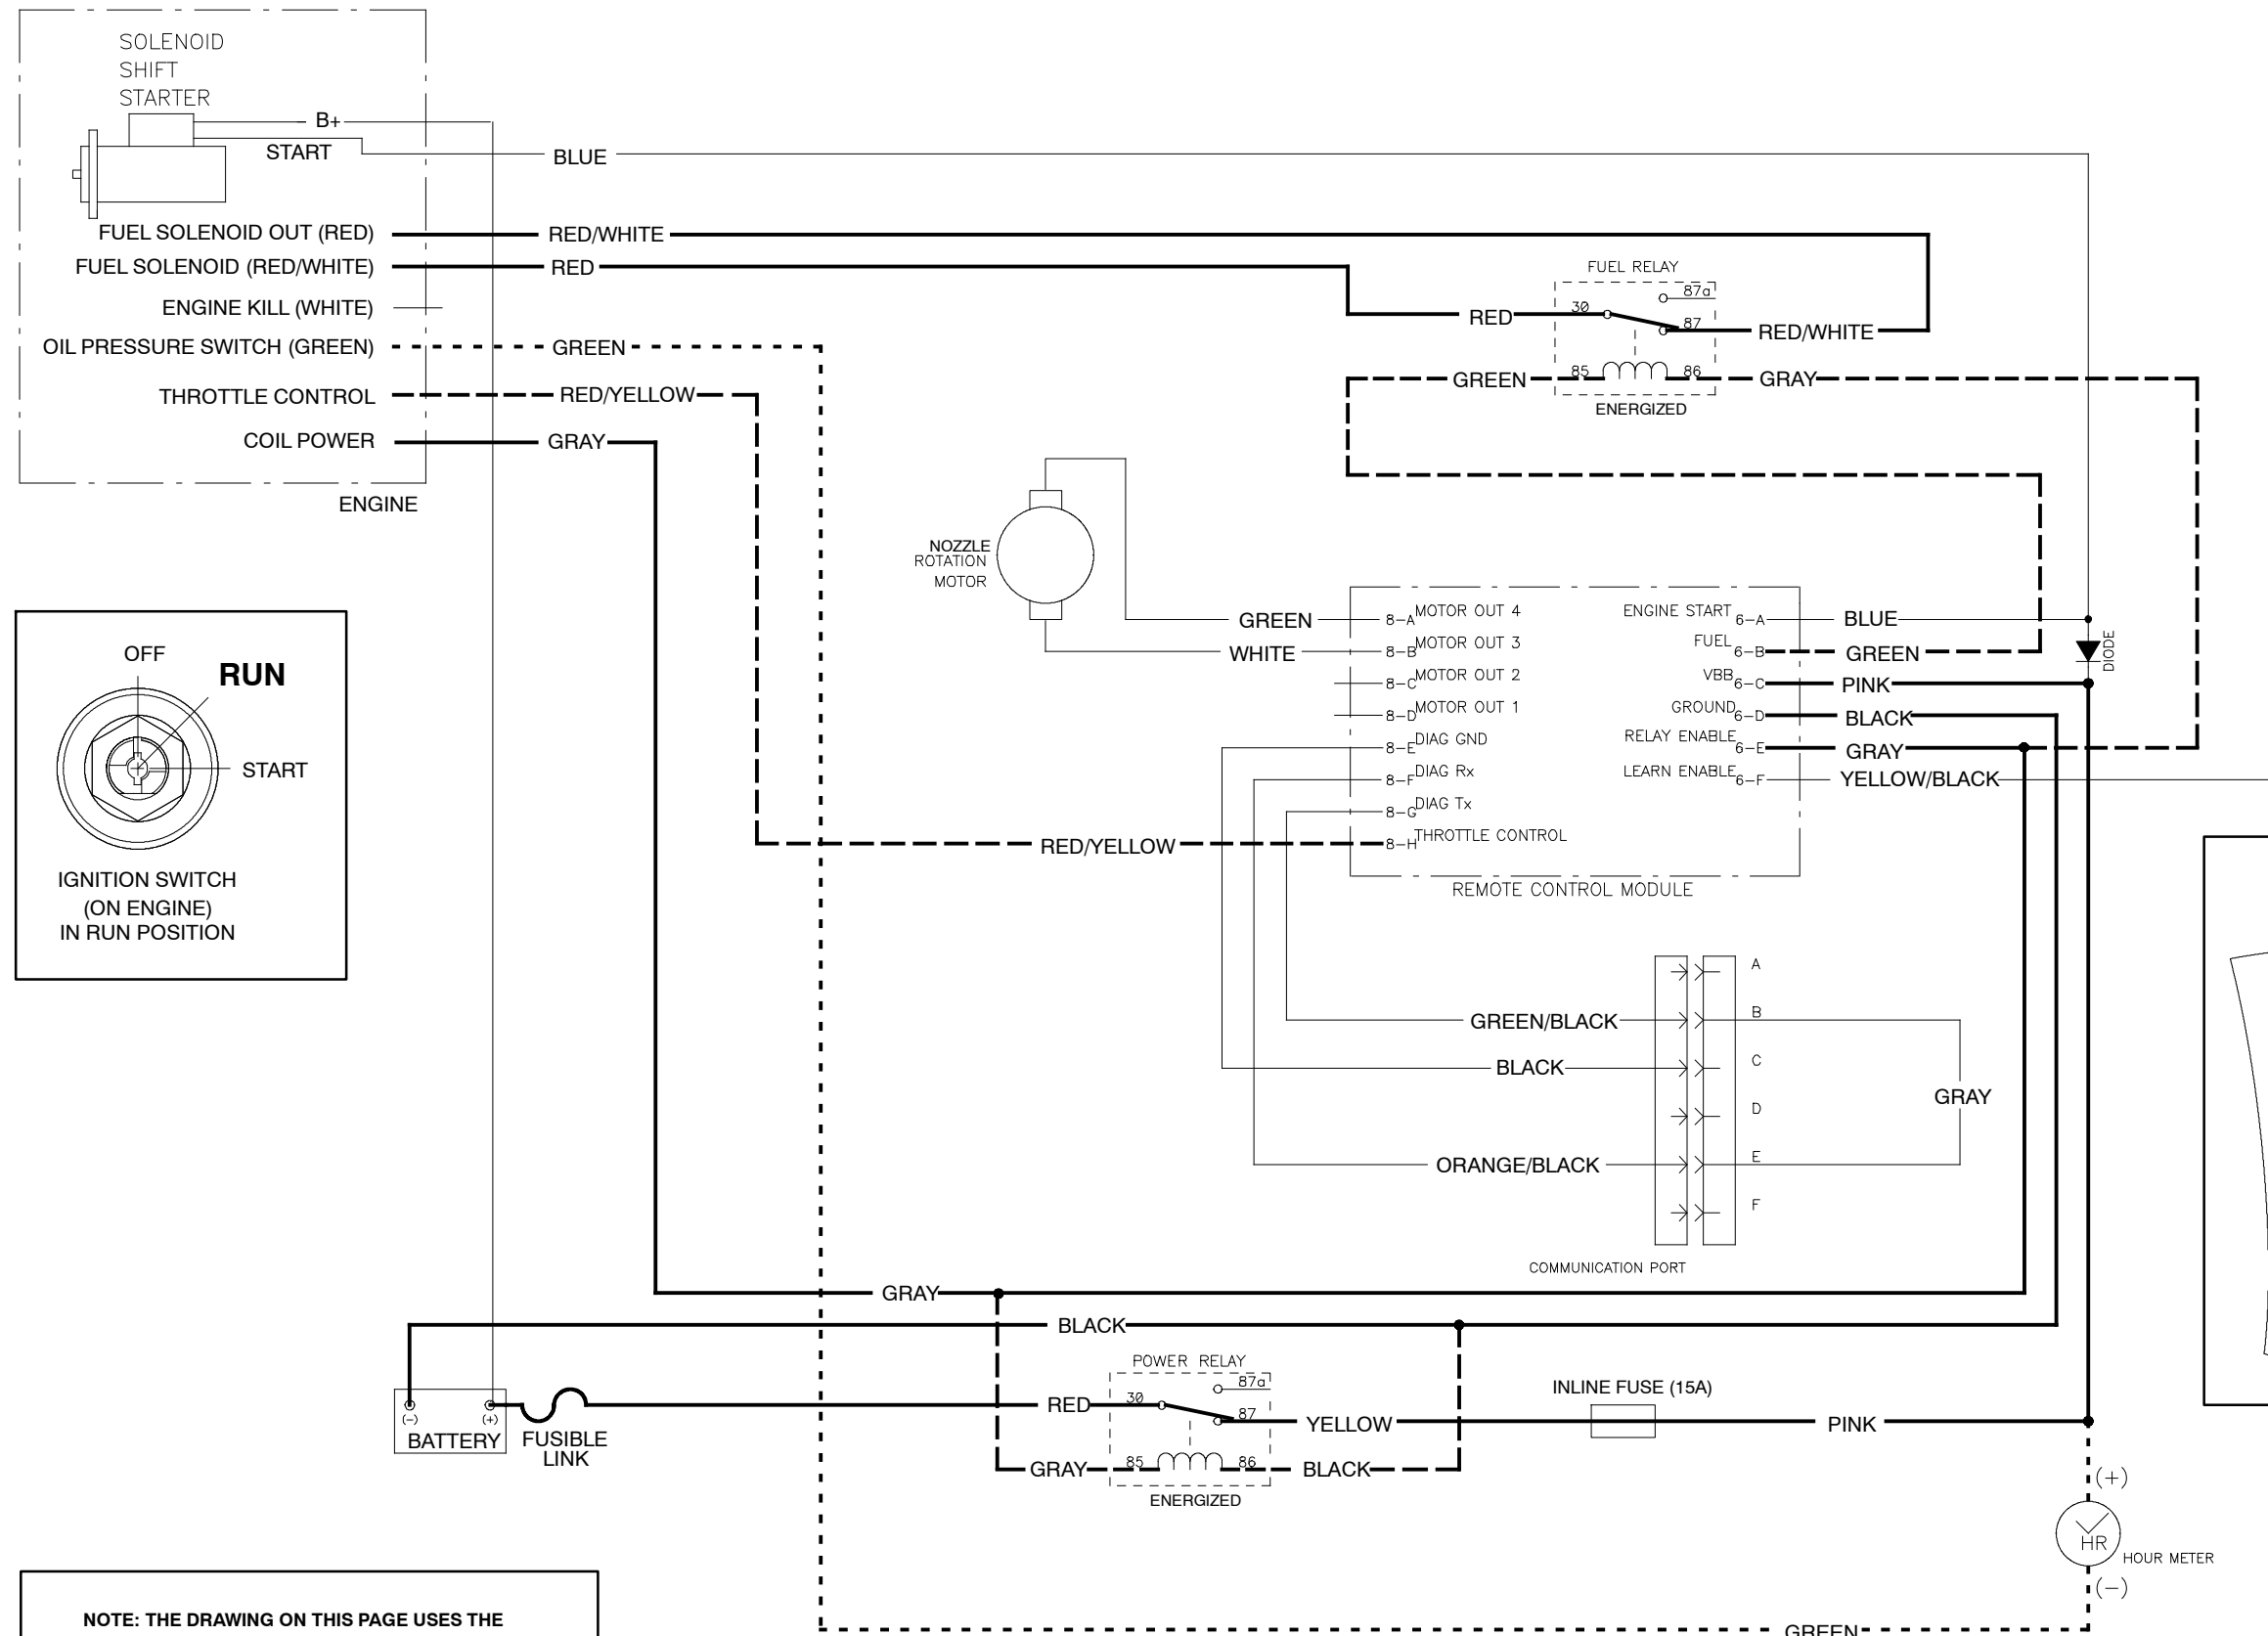 SOLENOID
SHIFT
STARTER
B+
START
BLUE
FUEL SOLENOID OUT (RED)
RED/WHITE
FUEL SOLENOID (RED/WHITE)
RED
ENGINE KILL (WHITE)
OIL PRESSURE SWITCH (GREEN)
GREEN
THROTTLE CONTROL
RED/YELLOW
COIL POWER
GRAY
ENGINE
FUEL RELAY
87a
30
RED
87
RED/WHITE
GREEN
85
86
GRAY
ENERGIZED
NOZZLE
ROTATION
MOTOR
GREEN
WHITE
8-A
MOTOR OUT 4
8-B
MOTOR OUT 3
8-C
MOTOR OUT 2
8-D
MOTOR OUT 1
8-E
DIAG GND
8-F
DIAG Rx
8-G
DIAG Tx
RED/YELLOW
8-H
THROTTLE CONTROL
ENGINE START
6-A
BLUE
FUEL
6-B
GREEN
VBB
6-C
PINK
GROUND
6-D
BLACK
RELAY ENABLE
6-E
GRAY
LEARN ENABLE
6-F
YELLOW/BLACK
DIODE
REMOTE CONTROL MODULE
OFF
RUN
START
IGNITION SWITCH
(ON ENGINE)
IN RUN POSITION
A
GREEN/BLACK
B
BLACK
C
GRAY
D
ORANGE/BLACK
E
F
COMMUNICATION PORT
GRAY
BLACK
POWER RELAY
87a
RED
30
87
YELLOW
INLINE FUSE (15A)
PINK
(-)
(+)
BATTERY
FUSIBLE
LINK
GRAY
85
86
BLACK
ENERGIZED
(+)
HR
HOUR METER
(-)
NOTE: THE DRAWING ON THIS PAGE USES THE
GREEN